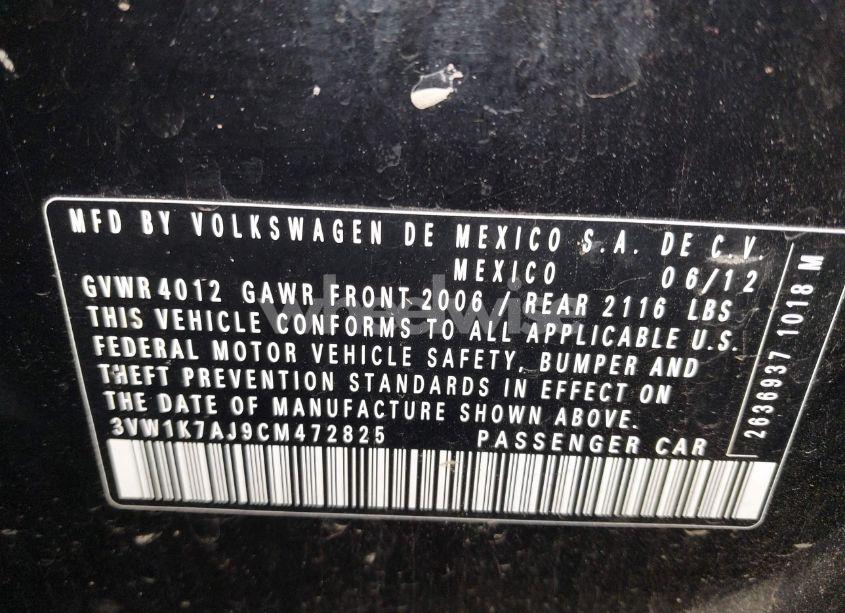 MFD BY VOLKSWAGEN DE MEXICO S.A. DE C.V.
MEXICO 06/12
GVWR 4012 GAWR FRONT 2006 / REAR 2116 LBS
THIS VEHICLE CONFORMS TO ALL APPLICABLE U.S.
FEDERAL MOTOR VEHICLE SAFETY, BUMPER AND
THEFT PREVENTION STANDARDS IN EFFECT ON
THE DATE OF MANUFACTURE SHOWN ABOVE.
3VW1K7AJ9CM472825 PASSENGER CAR
2636937 1018 M
wheelwis